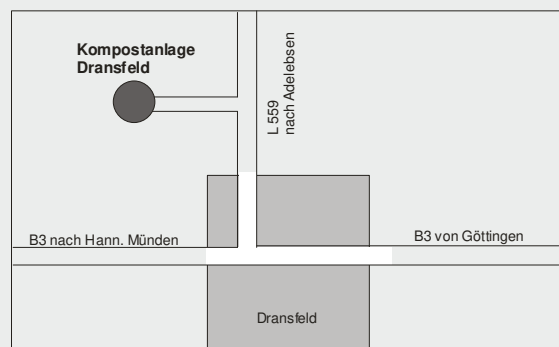 Kompostanlage
Dransfeld
L 559
nach Adelebsen
B3 nach Hann. Münden
B3 von Göttingen
Dransfeld